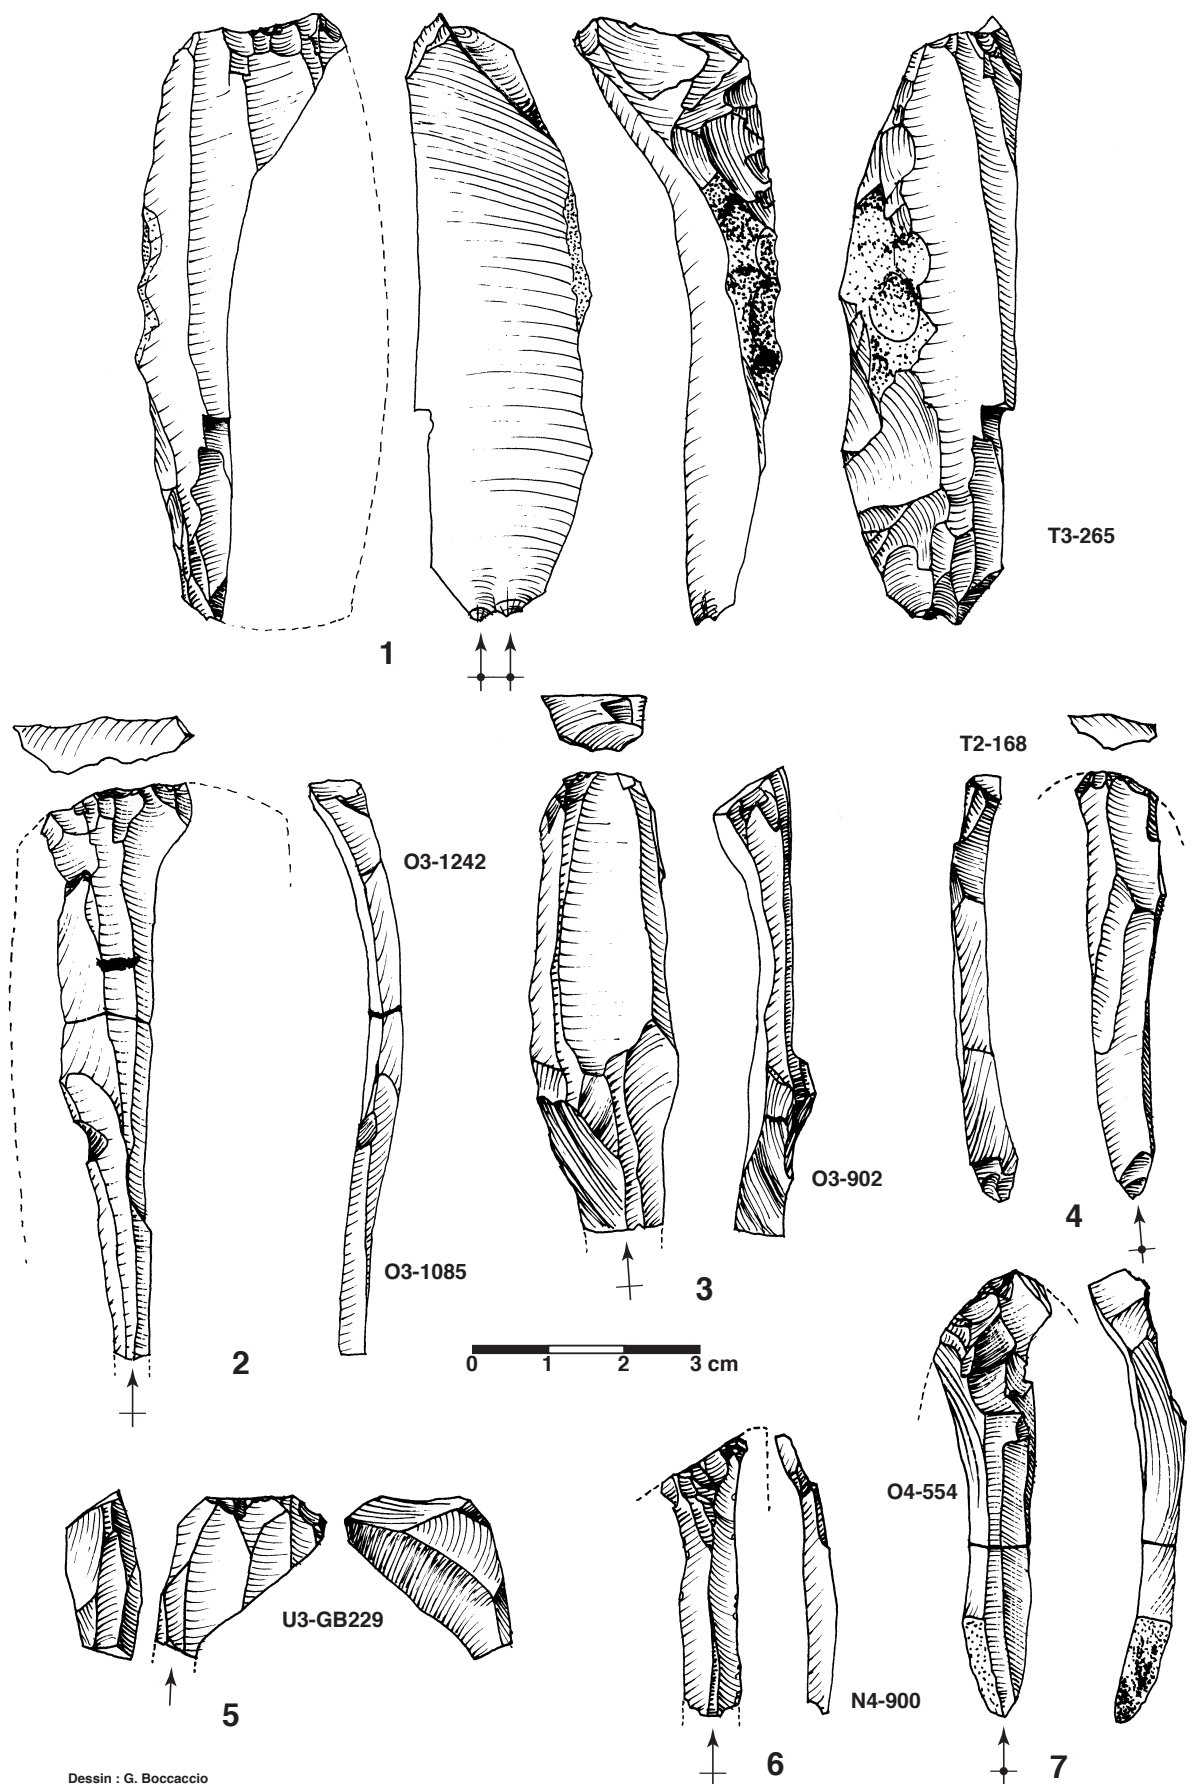 T3-265
1
T2-168
O3-1242
O3-902
4
O3-1085
3
2
0 1 2 3 cm
O4-554
U3-GB229
N4-900
5
6
7
Dessin : G. Boccaccio